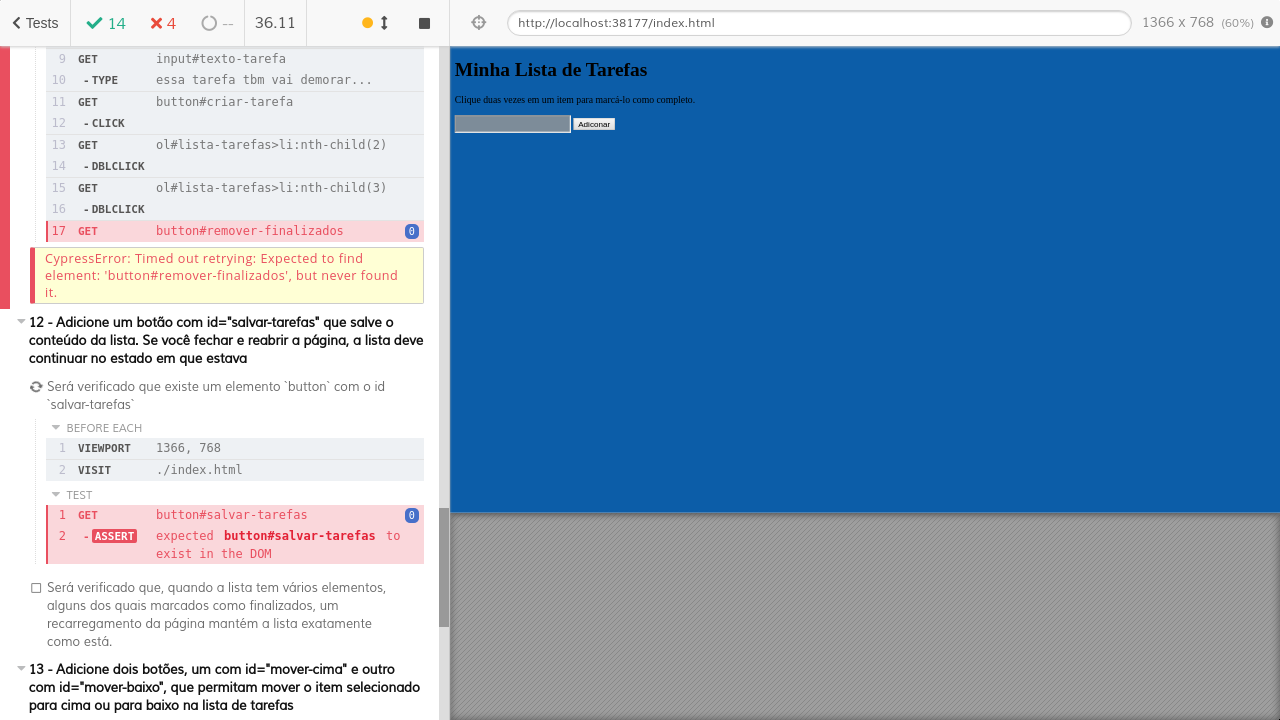 Tests
14
4
--
36.11
http://localhost:38177/index.html
1366 x 768 (60%)
9 GET input#texto-tarefa
10 - TYPE essa tarefa tbm vai demorar...
11 GET button#criar-tarefa
12 - CLICK
13 GET ol#lista-tarefas>li:nth-child(2)
14 - DBLCLICK
15 GET ol#lista-tarefas>li:nth-child(3)
16 - DBLCLICK
17 GET button#remover-finalizados 0
CypressError: Timed out retrying: Expected to find
element: 'button#remover-finalizados', but never found
it.
12 - Adicione um botão com id="salvar-tarefas" que salve o
conteúdo da lista. Se você fechar e reabrir a página, a lista deve
continuar no estado em que estava
Será verificado que existe um elemento `button` com o id
`salvar-tarefas`
BEFORE EACH
1 VIEWPORT 1366, 768
2 VISIT ./index.html
TEST
1 GET button#salvar-tarefas 0
2 - ASSERT expected button#salvar-tarefas to
exist in the DOM
Será verificado que, quando a lista tem vários elementos,
alguns dos quais marcados como finalizados, um
recarregamento da página mantém a lista exatamente
como está.
13 - Adicione dois botões, um com id="mover-cima" e outro
com id="mover-baixo", que permitam mover o item selecionado
para cima ou para baixo na lista de tarefas
Minha Lista de Tarefas
Clique duas vezes em um item para marcá-lo como completo.
Adiconar